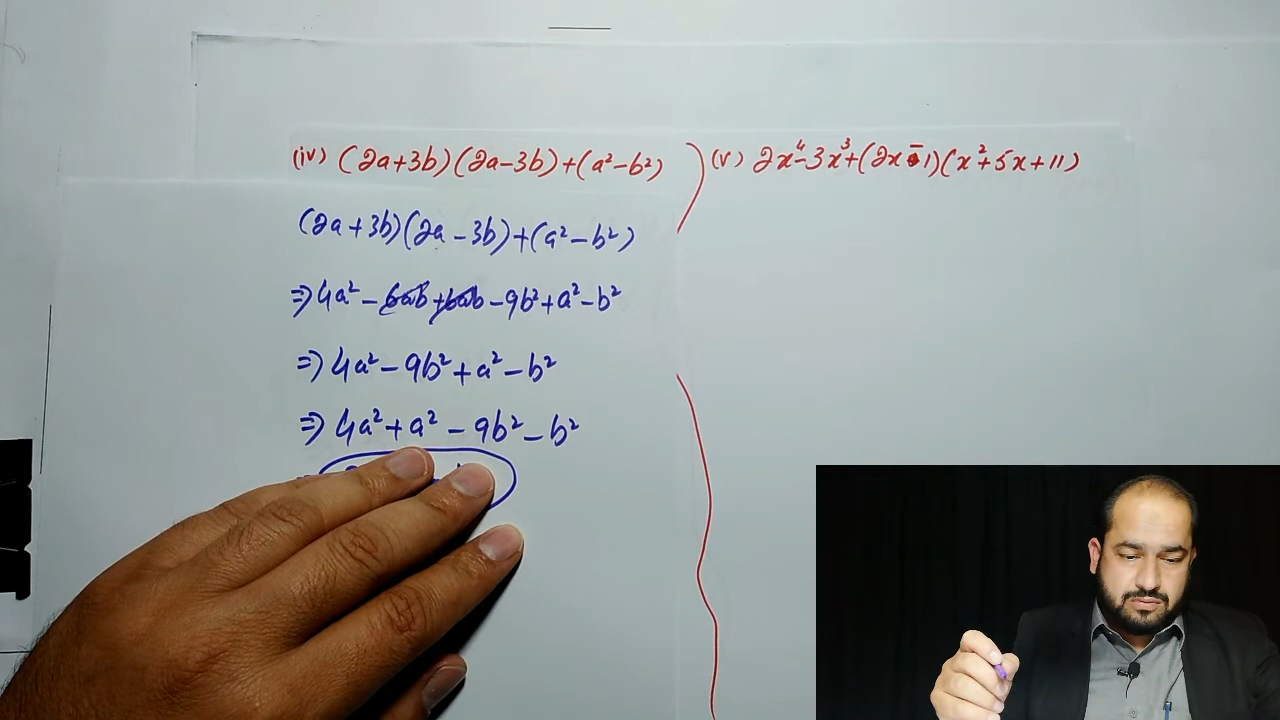 (iv) (2a+3b)(2a-3b)+(a²-b²)
(2a+3b)(2a-3b)+(a²-b²)
⇒4a²-6ab+6ab-9b²+a²-b²
⇒4a²-9b²+a²-b²
⇒4a²+a²-9b²-b²
(v) 2x⁴-3x³+(2x-1)(x²+5x+11)